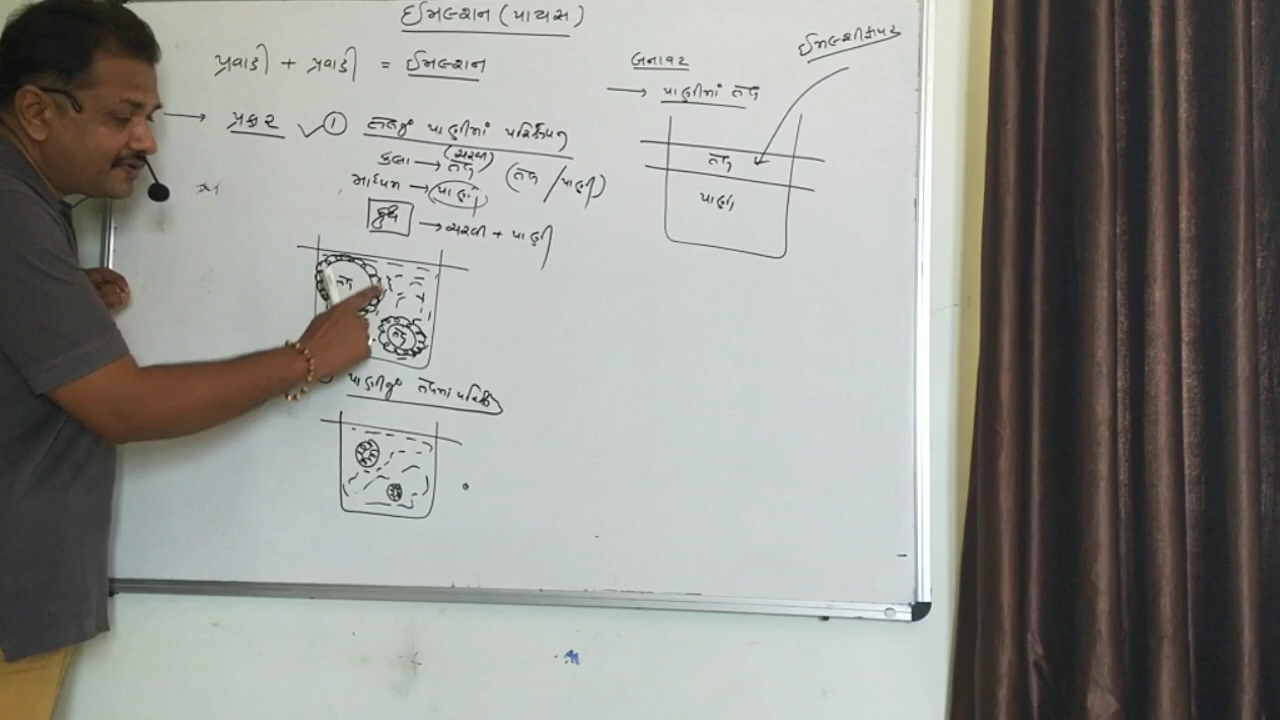 ઈમલ્શન (પાયસ)
પ્રવાહી + પ્રવાહી = ઈમલ્શન
→ પ્રકાર ✓ ① તેલનું પાણીમાં પરિક્ષેપન
કલા → તેલ (ચરબી) (તેલ / પાણી)
માધ્યમ → (પાણી)
દૂધ → ચરબી + પાણી
તેલ
તેલ
પાણીનું તેલમાં
બનાવટ
→ પાણીમાં તેલ
ઈમલ્શીકારક
તેલ
પાણી